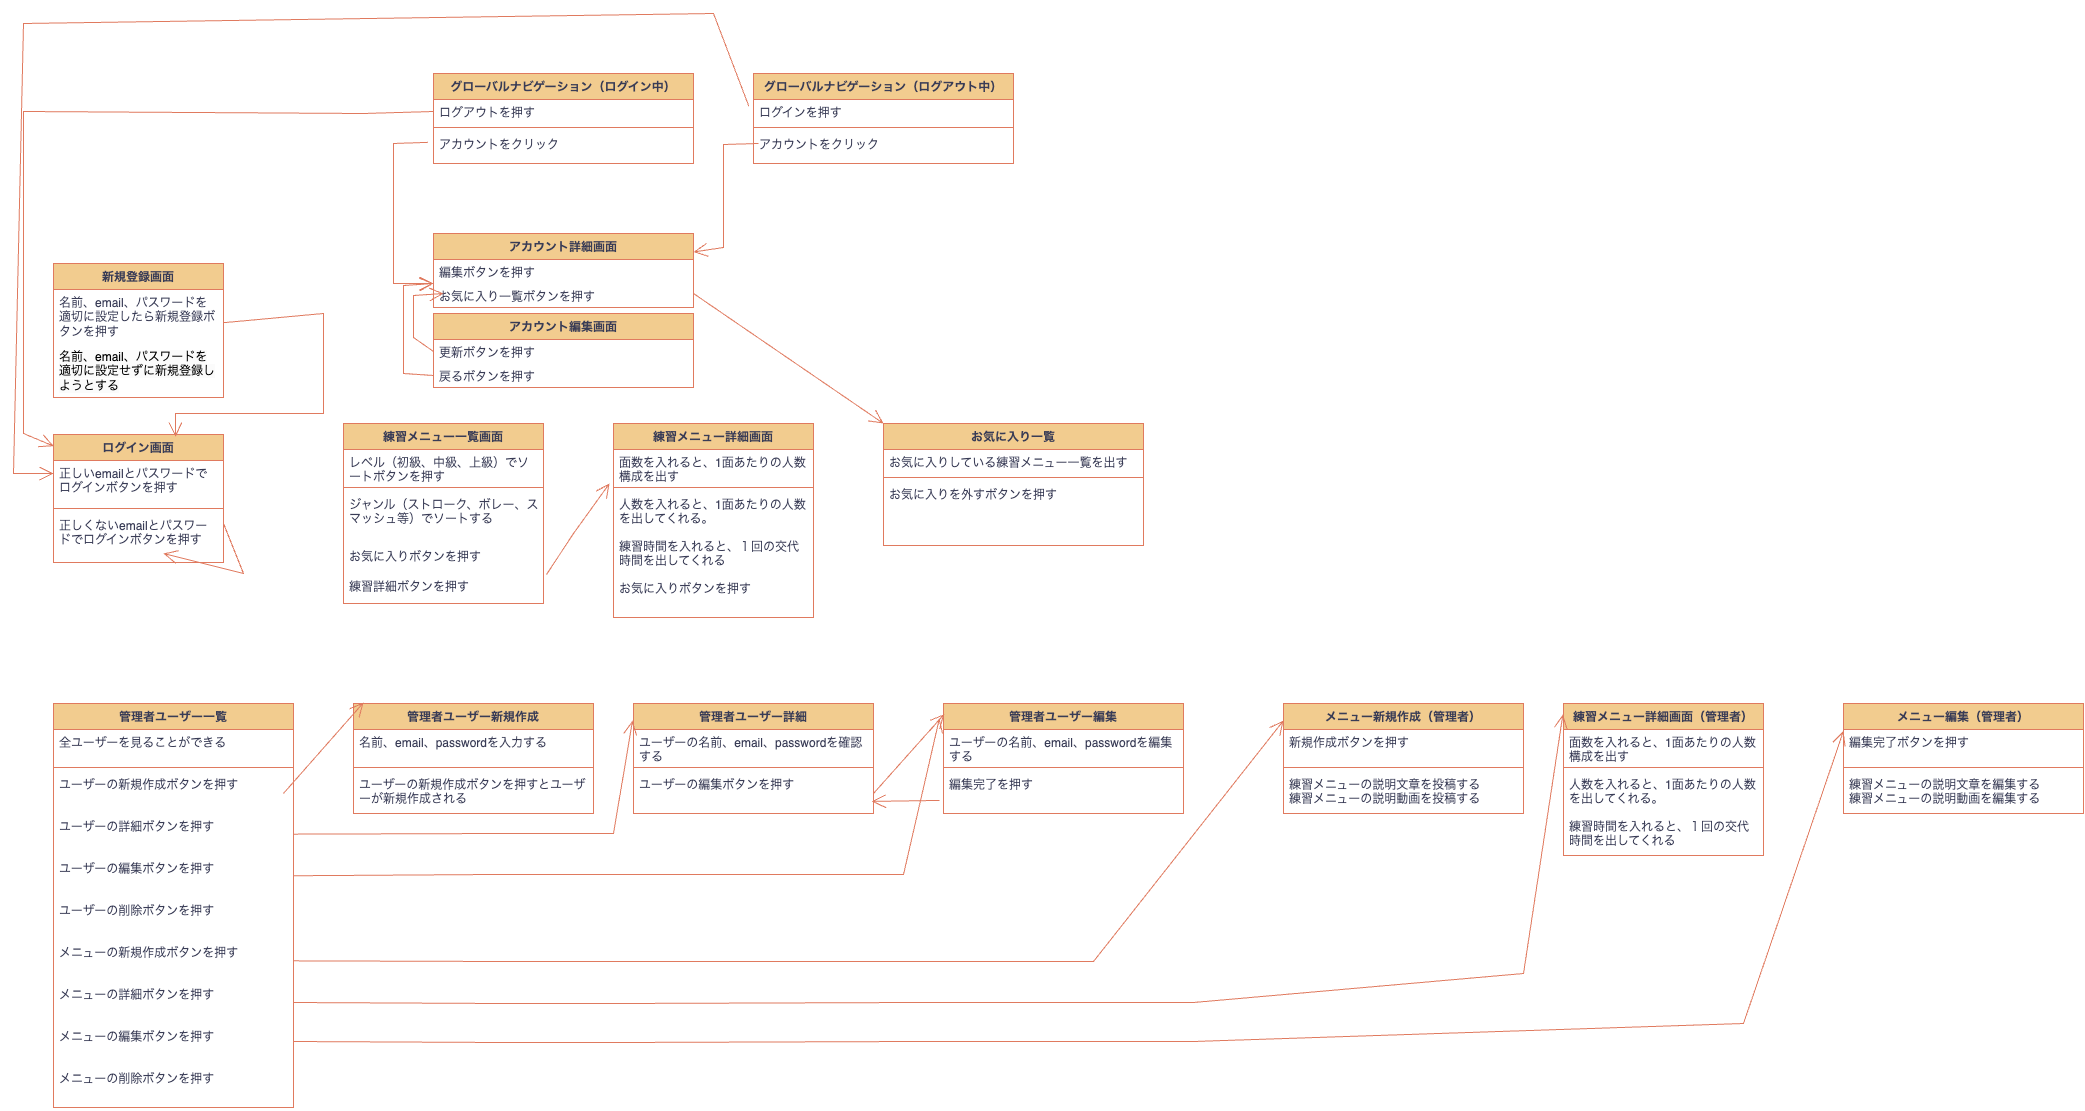 グローバルナビゲーション（ログイン中）
ログアウトを押す
アカウントをクリック
グローバルナビゲーション（ログアウト中）
ログインを押す
アカウントをクリック
アカウント詳細画面
編集ボタンを押す
お気に入り一覧ボタンを押す
アカウント編集画面
更新ボタンを押す
戻るボタンを押す
新規登録画面
名前、email、パスワードを
適切に設定したら新規登録ボ
タンを押す
名前、email、パスワードを
適切に設定せずに新規登録し
ようとする
ログイン画面
正しいemailとパスワードで
ログインボタンを押す
正しくないemailとパスワー
ドでログインボタンを押す
練習メニュー一覧画面
レベル（初級、中級、上級）でソ
ートボタンを押す
ジャンル（ストローク、ボレー、ス
マッシュ等）でソートする
お気に入りボタンを押す
練習詳細ボタンを押す
練習メニュー詳細画面
面数を入れると、1面あたりの人数
構成を出す
人数を入れると、1面あたりの人数
を出してくれる。
練習時間を入れると、１回の交代
時間を出してくれる
お気に入りボタンを押す
お気に入り一覧
お気に入りしている練習メニュー一覧を出す
お気に入りを外すボタンを押す
管理者ユーザー一覧
全ユーザーを見ることができる
ユーザーの新規作成ボタンを押す
ユーザーの詳細ボタンを押す
ユーザーの編集ボタンを押す
ユーザーの削除ボタンを押す
メニューの新規作成ボタンを押す
メニューの詳細ボタンを押す
メニューの編集ボタンを押す
メニューの削除ボタンを押す
管理者ユーザー新規作成
名前、email、passwordを入力する
ユーザーの新規作成ボタンを押すとユーザ
ーが新規作成される
管理者ユーザー詳細
ユーザーの名前、email、passwordを確認
する
ユーザーの編集ボタンを押す
管理者ユーザー編集
ユーザーの名前、email、passwordを編集
する
編集完了を押す
メニュー新規作成（管理者）
新規作成ボタンを押す
練習メニューの説明文章を投稿する
練習メニューの説明動画を投稿する
練習メニュー詳細画面（管理者）
面数を入れると、1面あたりの人数
構成を出す
人数を入れると、1面あたりの人数
を出してくれる。
練習時間を入れると、１回の交代
時間を出してくれる
メニュー編集（管理者）
編集完了ボタンを押す
練習メニューの説明文章を編集する
練習メニューの説明動画を編集する